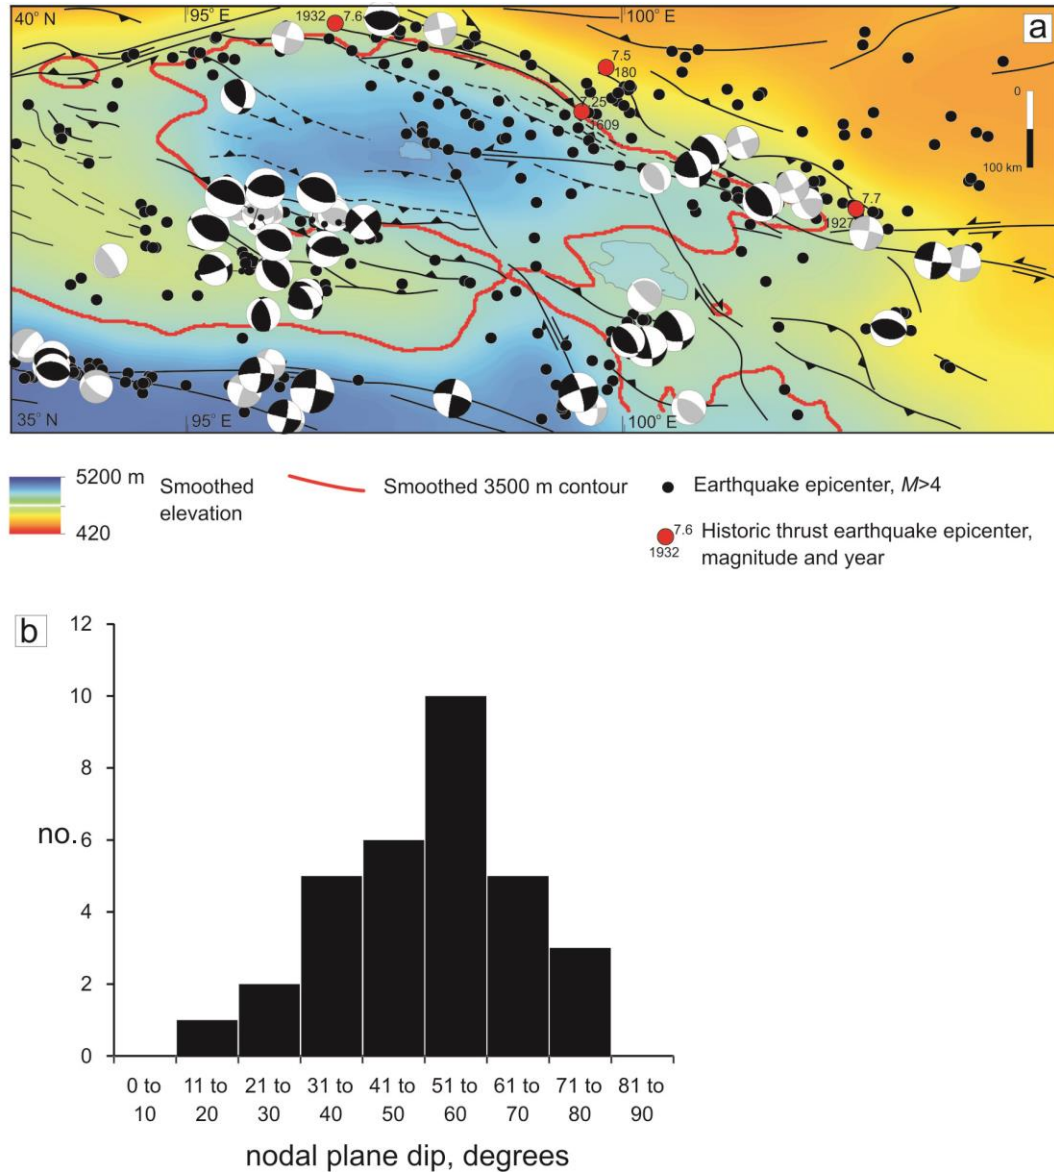 a
40° N
95° E
100° E
1932
7.6
7.5
180
7.25
1609
7.7
1927
0
100 km
35° N
95° E
100° E
5200 m
420
Smoothed
elevation
Smoothed 3500 m contour
Earthquake epicenter, M>4
7.6
1932
Historic thrust earthquake epicenter,
magnitude and year
b
12
10
8
6
4
2
0
no.
0 to
10
11 to
20
21 to
30
31 to
40
41 to
50
51 to
60
61 to
70
71 to
80
81 to
90
nodal plane dip, degrees